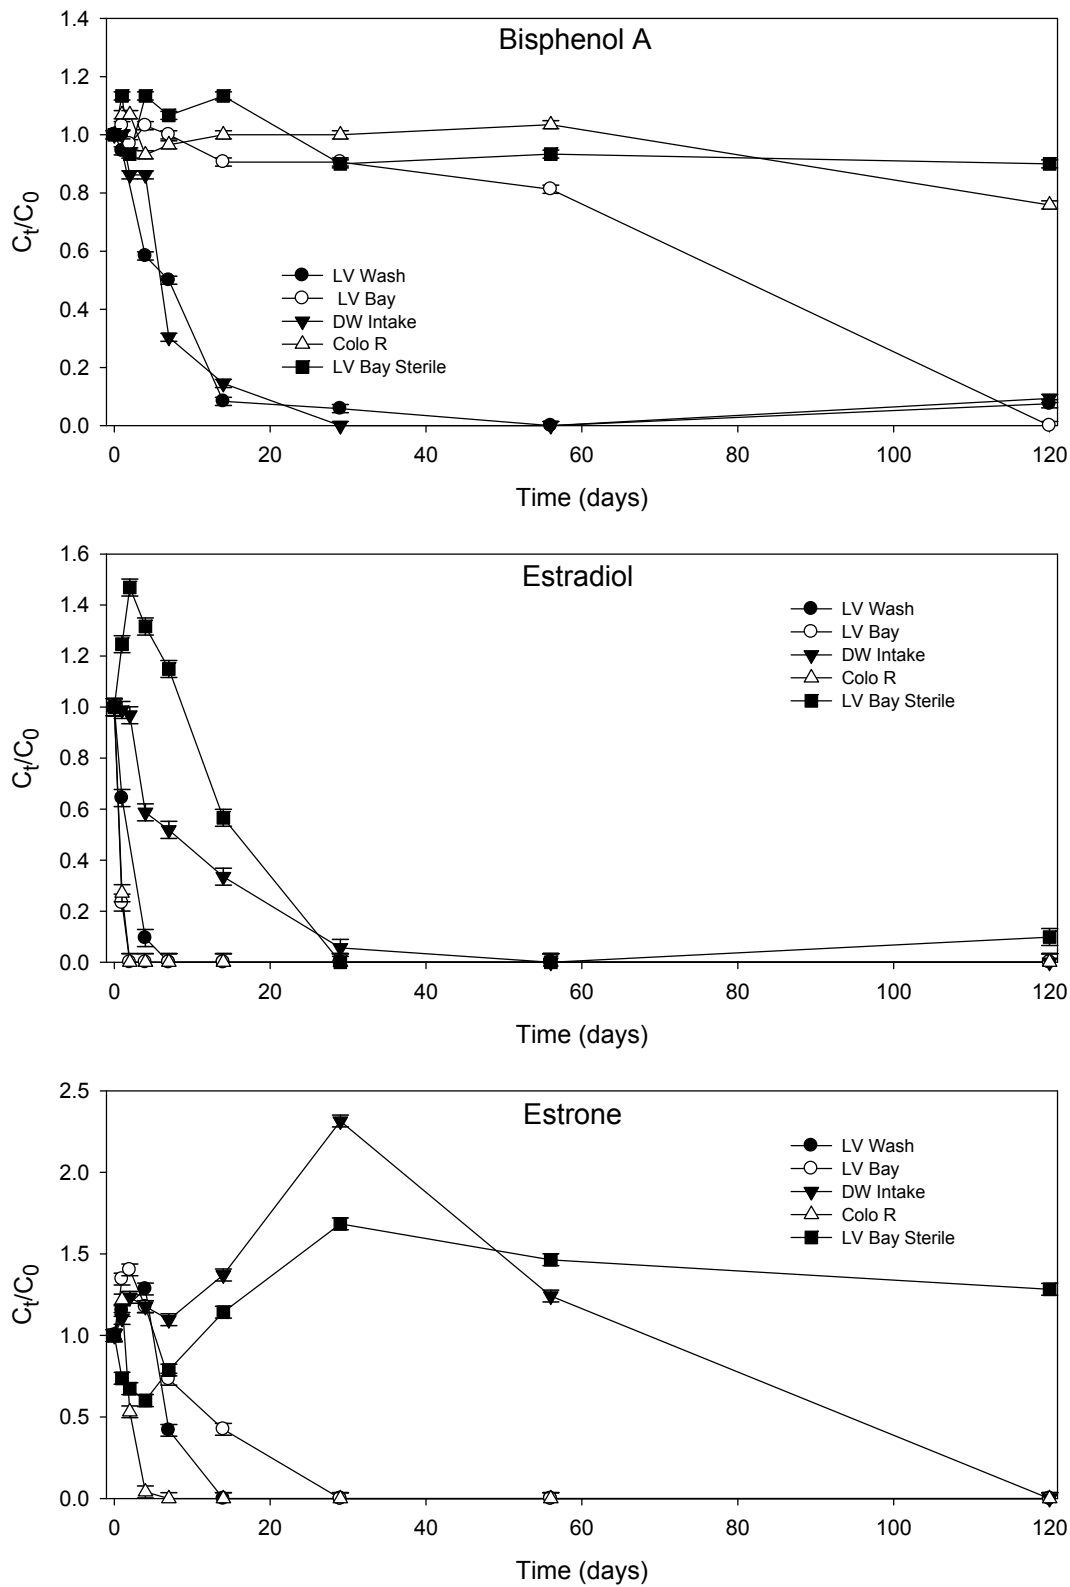 Bisphenol A
1.4
1.2
1.0
0.8
0.6
0.4
0.2
0.0
Ct/C0
LV Wash
LV Bay
DW Intake
Colo R
LV Bay Sterile
0 20 40 60 80 100 120
Time (days)
Estradiol
1.6
1.4
1.2
1.0
0.8
0.6
0.4
0.2
0.0
Ct/C0
LV Wash
LV Bay
DW Intake
Colo R
LV Bay Sterile
0 20 40 60 80 100 120
Time (days)
Estrone
2.5
2.0
1.5
1.0
0.5
0.0
Ct/C0
LV Wash
LV Bay
DW Intake
Colo R
LV Bay Sterile
0 20 40 60 80 100 120
Time (days)